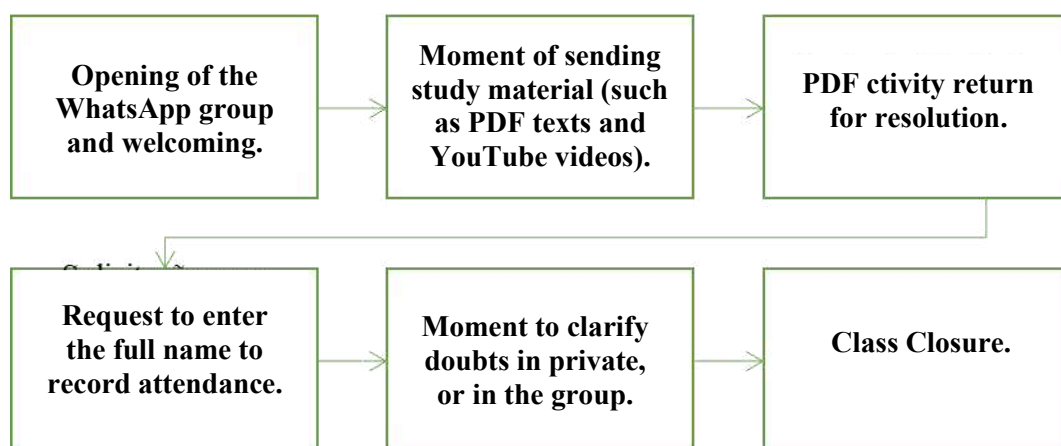 Opening of the
WhatsApp group
and welcoming.
Moment of sending
study material (such
as PDF texts and
YouTube videos).
PDF ctivity return
for resolution.
Request to enter
the full name to
record attendance.
Moment to clarify
doubts in private,
or in the group.
Class Closure.